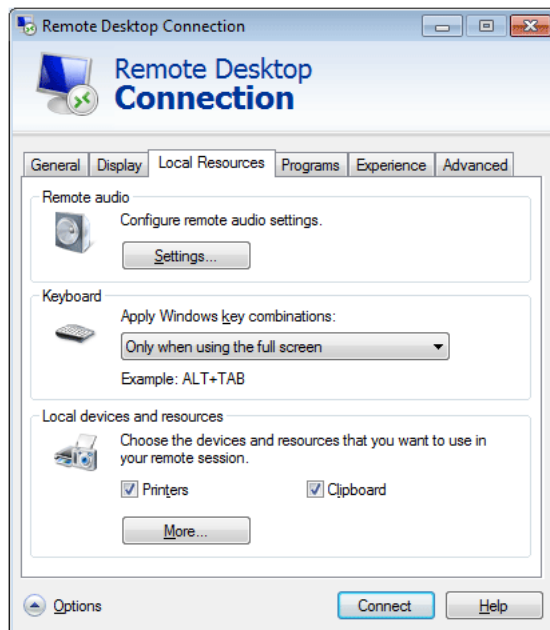 Remote Desktop Connection
Remote Desktop
Connection
General Display Local Resources Programs Experience Advanced
Remote audio
Configure remote audio settings.
Settings...
Keyboard
Apply Windows key combinations:
Only when using the full screen
Example: ALT+TAB
Local devices and resources
Choose the devices and resources that you want to use in
your remote session.
Printers Clipboard
More...
Options Connect Help